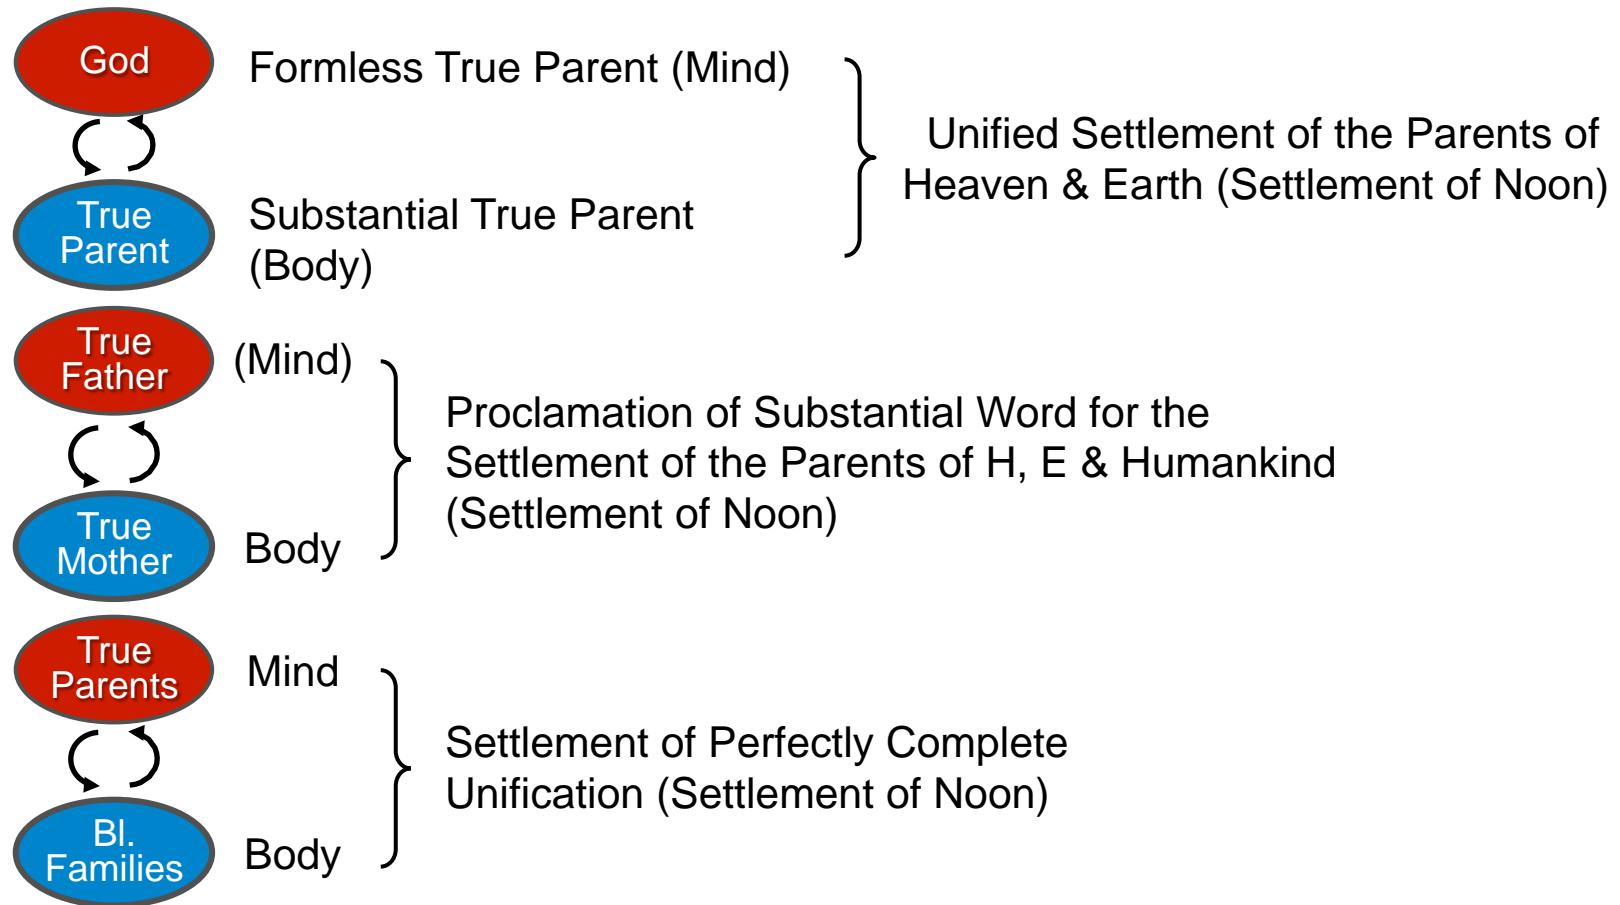 God
Formless True Parent (Mind)
Unified Settlement of the Parents of
Heaven & Earth (Settlement of Noon)
True
Parent
Substantial True Parent
(Body)
True
Father
(Mind)
Proclamation of Substantial Word for the
Settlement of the Parents of H, E & Humankind
(Settlement of Noon)
True
Mother
Body
True
Parents
Mind
Settlement of Perfectly Complete
Unification (Settlement of Noon)
Bl.
Families
Body